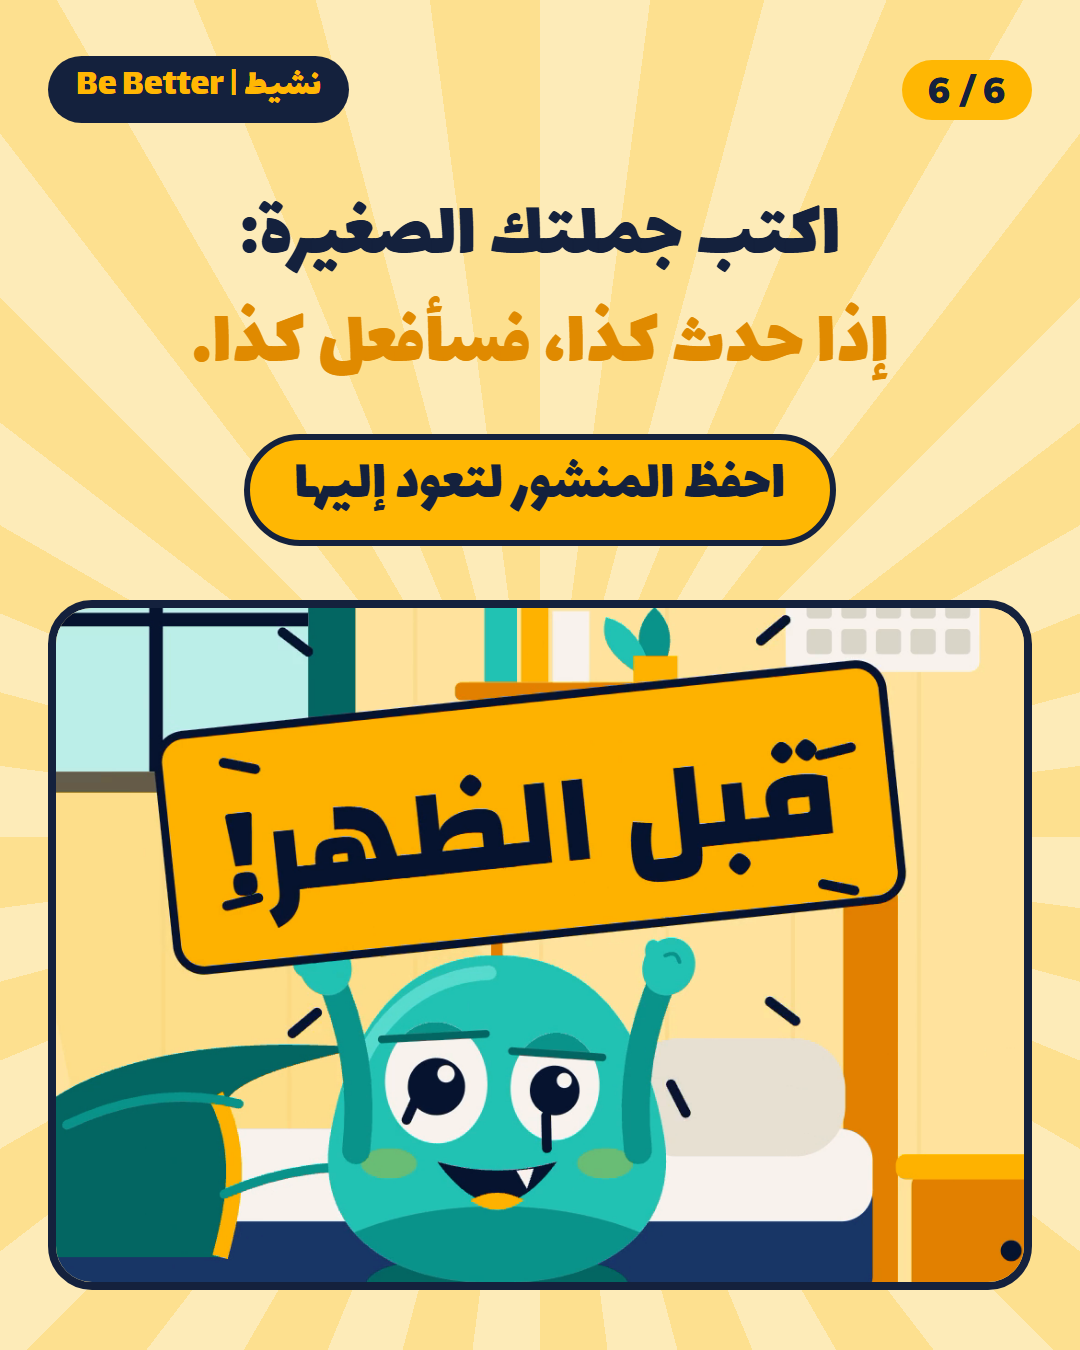 Be Better | نشيط
6 / 6
اكتب جملتك الصغيرة:
إذا حدث كذا، فسأفعل كذا.
احفظ المنشور لتعود إليها
قبل الظهر!